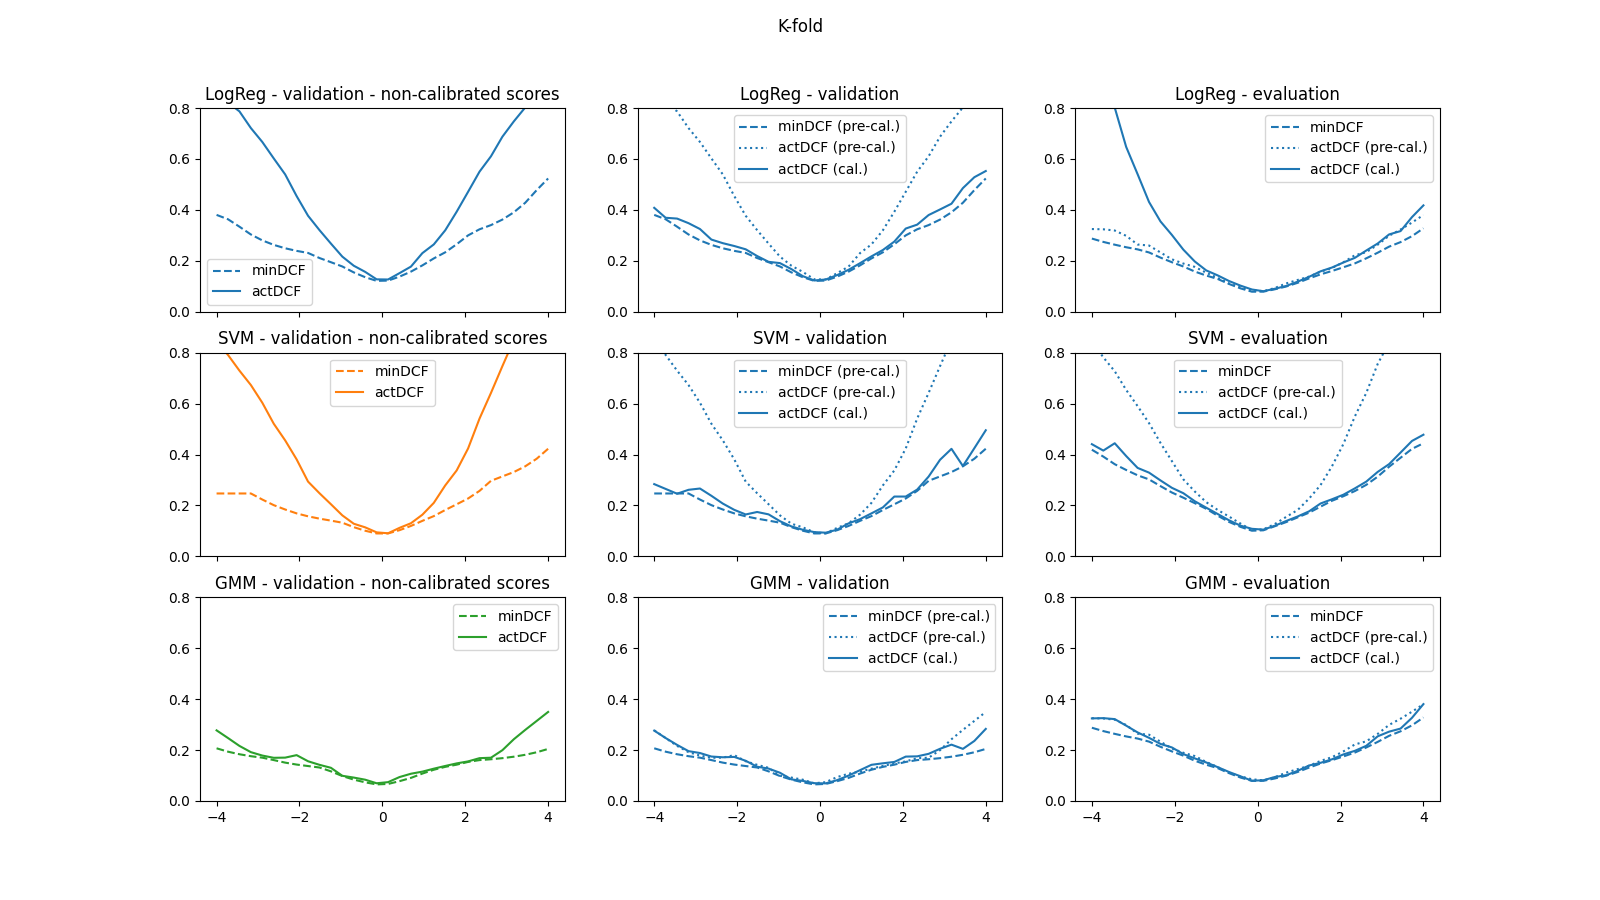 K-fold
LogReg - validation - non-calibrated scores
0.8
0.6
0.4
0.2
0.0
minDCF
actDCF
LogReg - validation
0.8
0.6
0.4
0.2
0.0
minDCF (pre-cal.)
actDCF (pre-cal.)
actDCF (cal.)
LogReg - evaluation
0.8
0.6
0.4
0.2
0.0
minDCF
actDCF (pre-cal.)
actDCF (cal.)
SVM - validation - non-calibrated scores
0.8
0.6
0.4
0.2
0.0
minDCF
actDCF
SVM - validation
0.8
0.6
0.4
0.2
0.0
minDCF (pre-cal.)
actDCF (pre-cal.)
actDCF (cal.)
SVM - evaluation
0.8
0.6
0.4
0.2
0.0
minDCF
actDCF (pre-cal.)
actDCF (cal.)
GMM - validation - non-calibrated scores
0.8
0.6
0.4
0.2
0.0
minDCF
actDCF
−4 −2 0 2 4
GMM - validation
0.8
0.6
0.4
0.2
0.0
minDCF (pre-cal.)
actDCF (pre-cal.)
actDCF (cal.)
−4 −2 0 2 4
GMM - evaluation
0.8
0.6
0.4
0.2
0.0
minDCF
actDCF (pre-cal.)
actDCF (cal.)
−4 −2 0 2 4